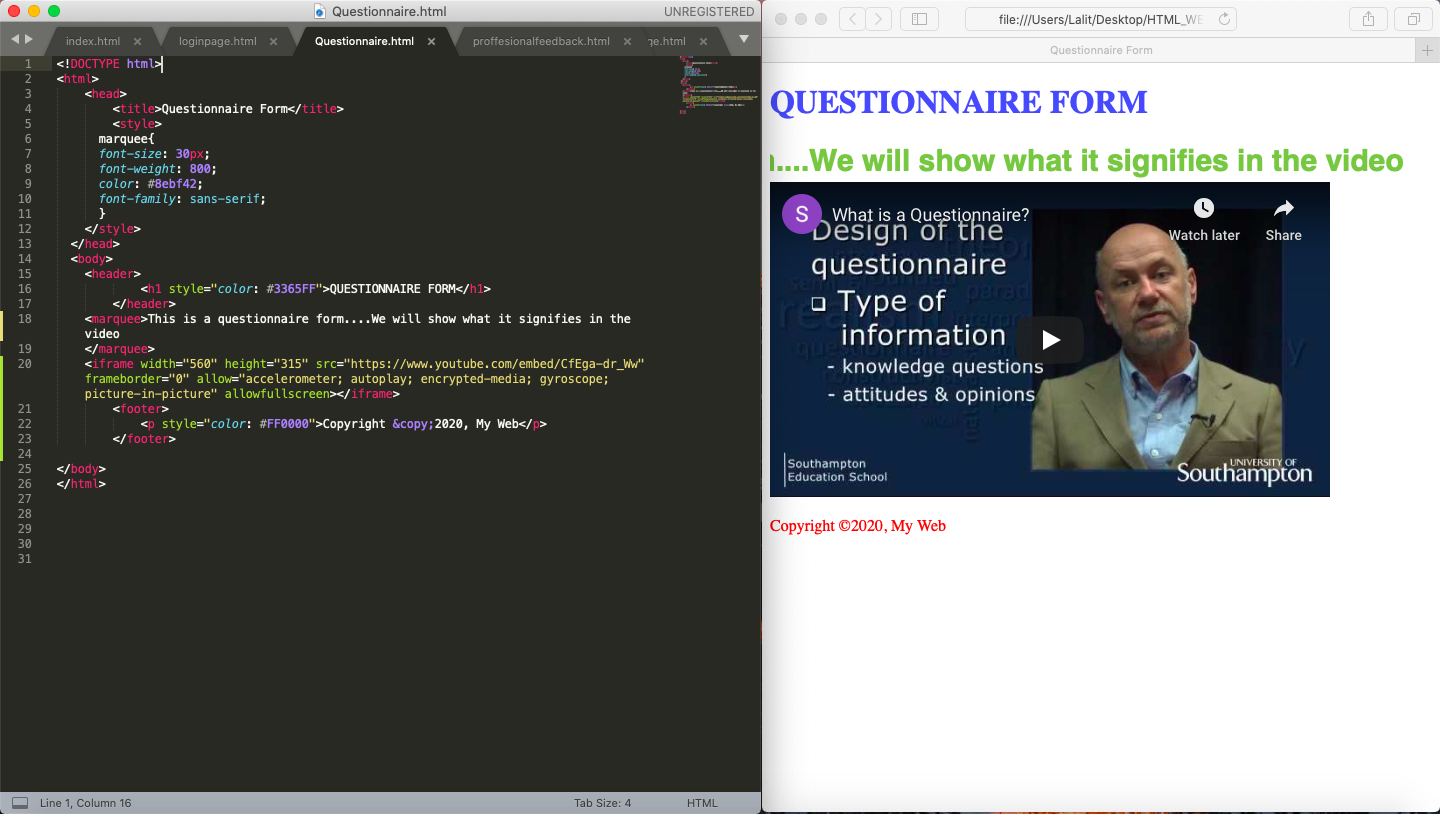 Questionnaire.html
UNREGISTERED
index.html
loginpage.html
Questionnaire.html
proffesionalfeedback.html
ge.html
1 <!DOCTYPE html>
2 <html>
3 <head>
4 <title>Questionnaire Form</title>
5 <style>
6 marquee{
7 font-size: 30px;
8 font-weight: 800;
9 color: #8ebf42;
10 font-family: sans-serif;
11 }
12 </style>
13 </head>
14 <body>
15 <header>
16 <h1 style="color: #3365FF">QUESTIONNAIRE FORM</h1>
17 </header>
18 <marquee>This is a questionnaire form....We will show what it signifies in the
video
19 </marquee>
20 <iframe width="560" height="315" src="https://www.youtube.com/embed/CfEga-dr_Ww"
frameborder="0" allow="accelerometer; autoplay; encrypted-media; gyroscope;
picture-in-picture" allowfullscreen></iframe>
21 <footer>
22 <p style="color: #FF0000">Copyright &copy;2020, My Web</p>
23 </footer>
24
25 </body>
26 </html>
27
28
29
30
31
Line 1, Column 16
Tab Size: 4
HTML
file:///Users/Lalit/Desktop/HTML_WE
Questionnaire Form
QUESTIONNAIRE FORM
....We will show what it signifies in the video
S
What is a Questionnaire?
Watch later
Share
Design of the
questionnaire
Type of
information
- knowledge questions
- attitudes & opinions
Southampton
Education School
UNIVERSITY OF
Southampton
Copyright ©2020, My Web